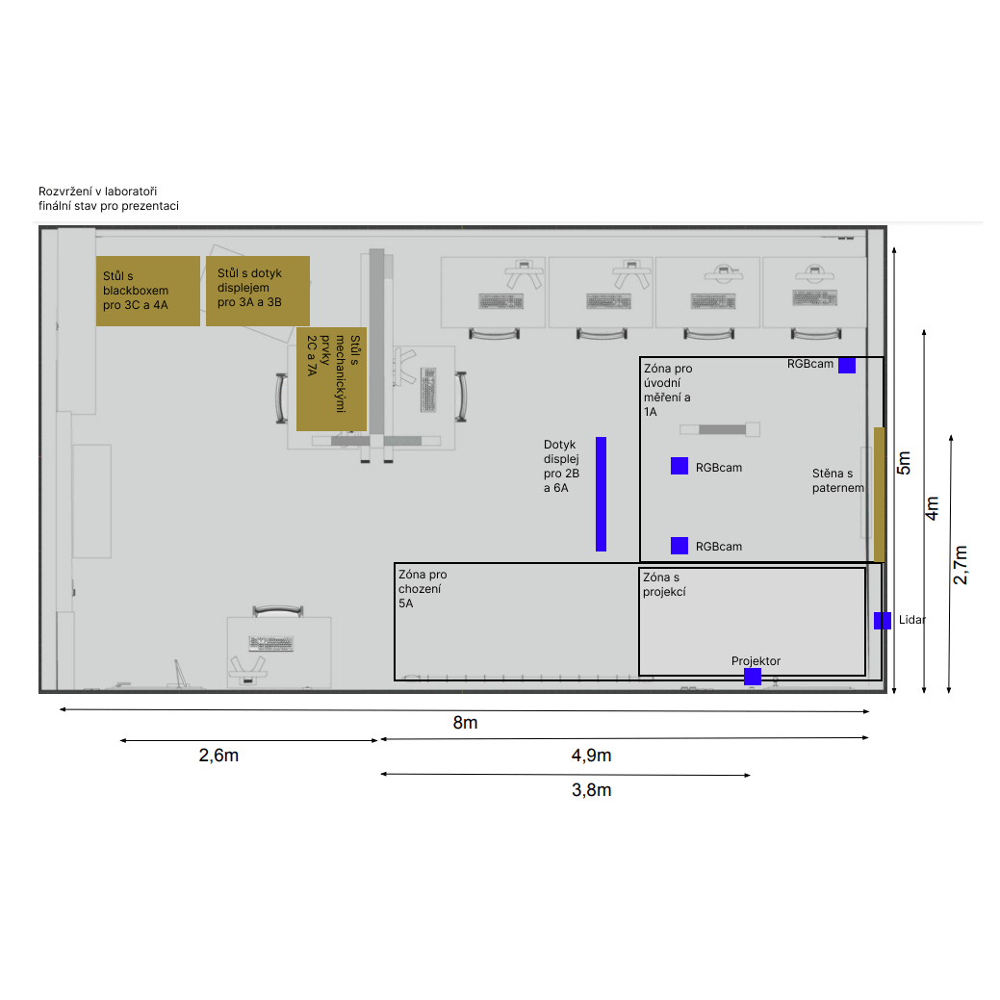 Rozvržení v laboratoři
finální stav pro prezentaci
Stůl s
blackboxem
pro 3C a 4A
Stůl s dotyk
displejem
pro 3A a 3B
Stůl s
mechanickými
prvky
2C a 7A
RGBcam
Zóna pro
úvodní
měření a
1A
Dotyk
displej
pro 2B
a 6A
RGBcam
Stěna s
paternem
RGBcam
Zóna pro
chození
5A
Zóna s
projekcí
Projektor
Lidar
5m
4m
2,7m
8m
2,6m
4,9m
3,8m